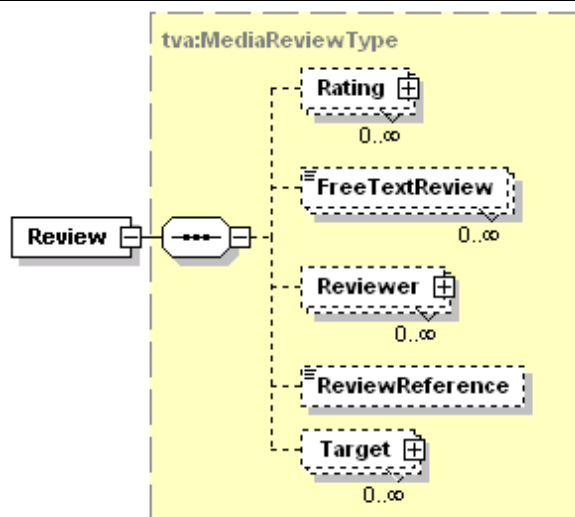 tva:MediaReviewType
Rating
0..∞
FreeTextReview
0..∞
Review
Reviewer
0..∞
ReviewReference
Target
0..∞